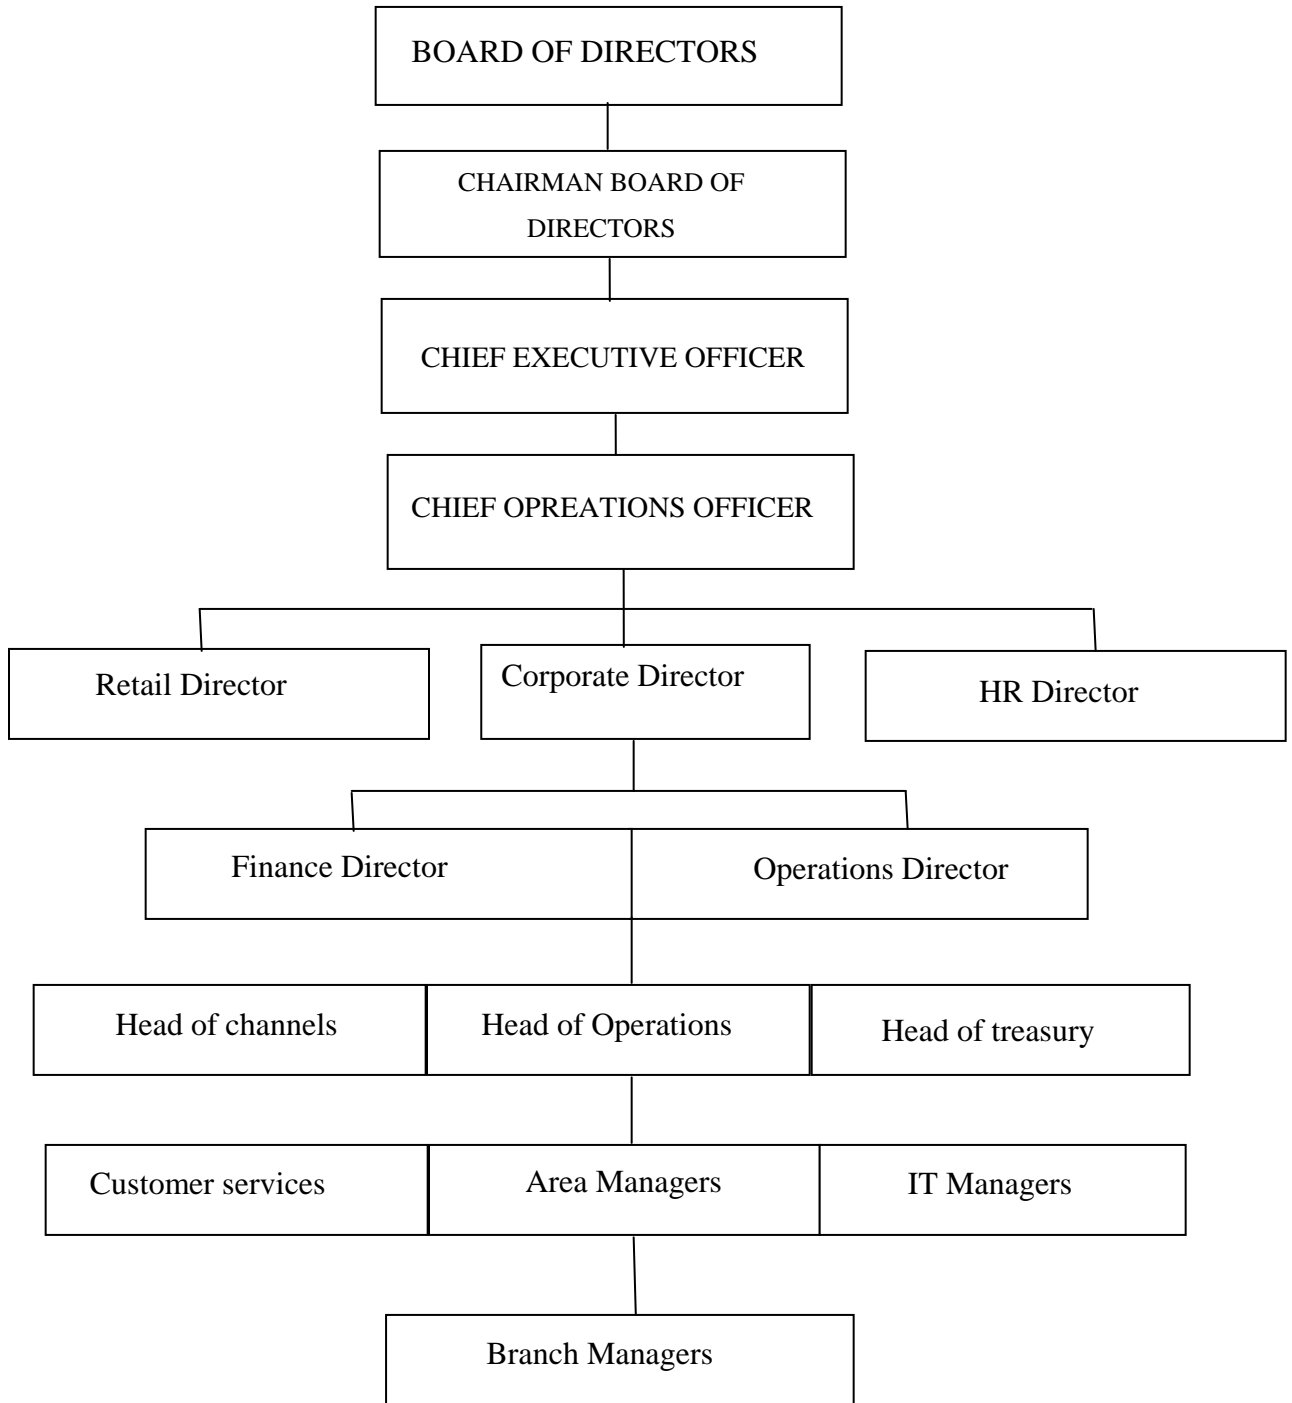 BOARD OF DIRECTORS
CHAIRMAN BOARD OF
DIRECTORS
CHIEF EXECUTIVE OFFICER
CHIEF OPREATIONS OFFICER
Retail Director
Corporate Director
HR Director
Finance Director
Operations Director
Head of channels
Head of Operations
Head of treasury
Customer services
Area Managers
IT Managers
Branch Managers